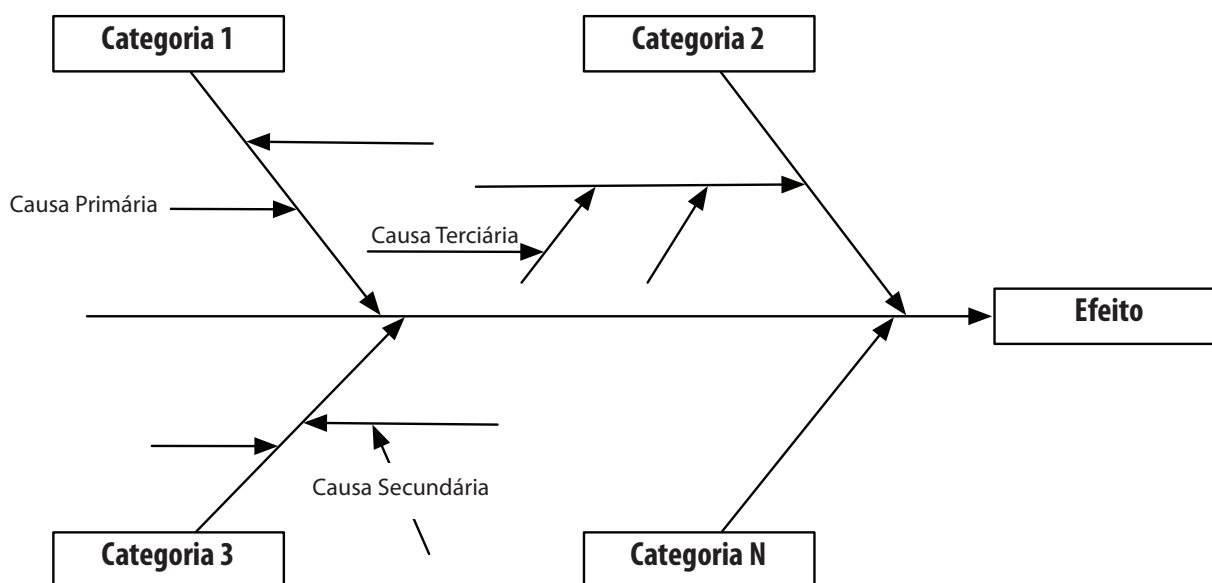 Categoria 1
Categoria 2
Causa Primária
Causa Terciária
Efeito
Causa Secundária
Categoria 3
Categoria N